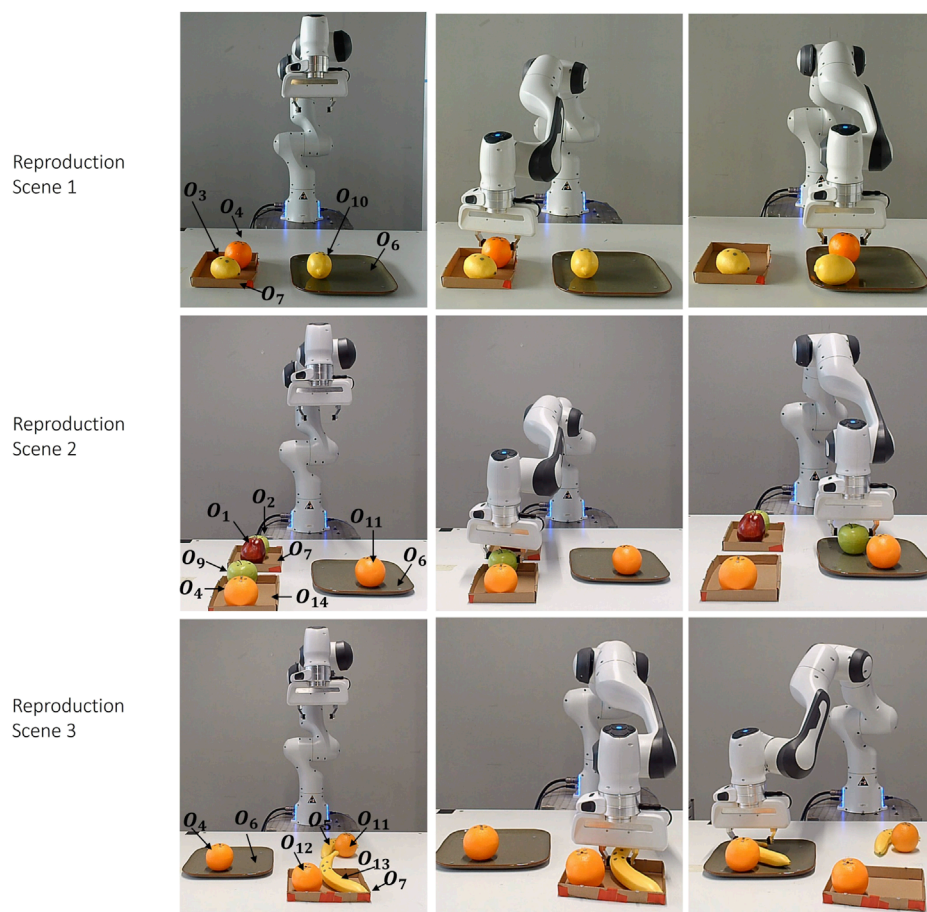 Reproduction
Scene 1
O3
O4
O10
O6
O7
Reproduction
Scene 2
O1
O2
O11
O9
O7
O6
O4
O14
Reproduction
Scene 3
O4
O6
O5
O11
O12
O13
O7